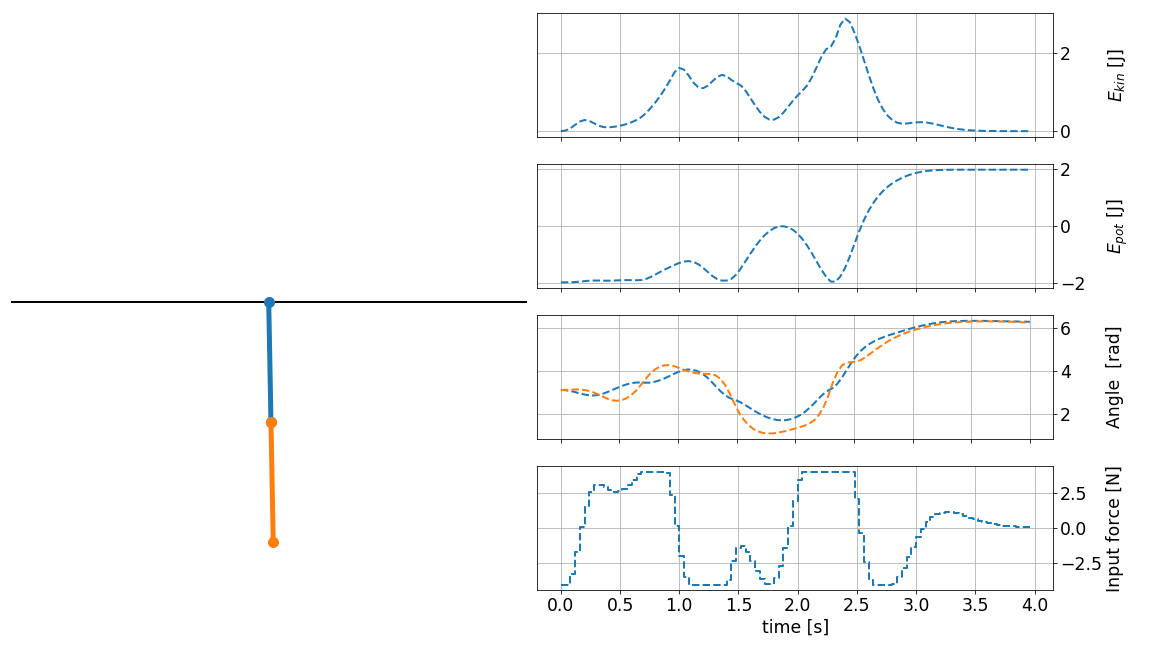 2
0
E_kin [J]
2
0
−2
E_pot [J]
6
4
2
Angle [rad]
2.5
0.0
−2.5
Input force [N]
0.0 0.5 1.0 1.5 2.0 2.5 3.0 3.5 4.0
time [s]